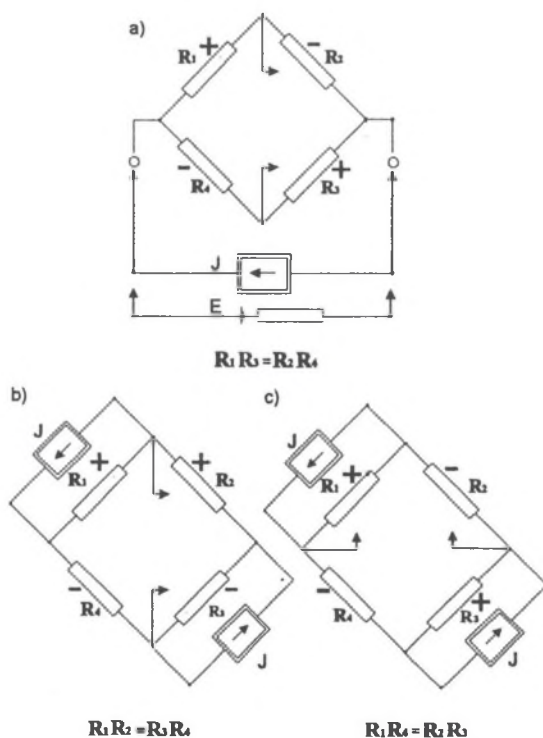 a)
R1 + - R2
- R4 R3 +
J
E
R1 R3 = R2 R4
b) c)
J J
R1 + + R2 R1 + - R2
- R4 R3 - - R4 R3 +
J J
R1 R2 = R3 R4 R1 R4 = R2 R3